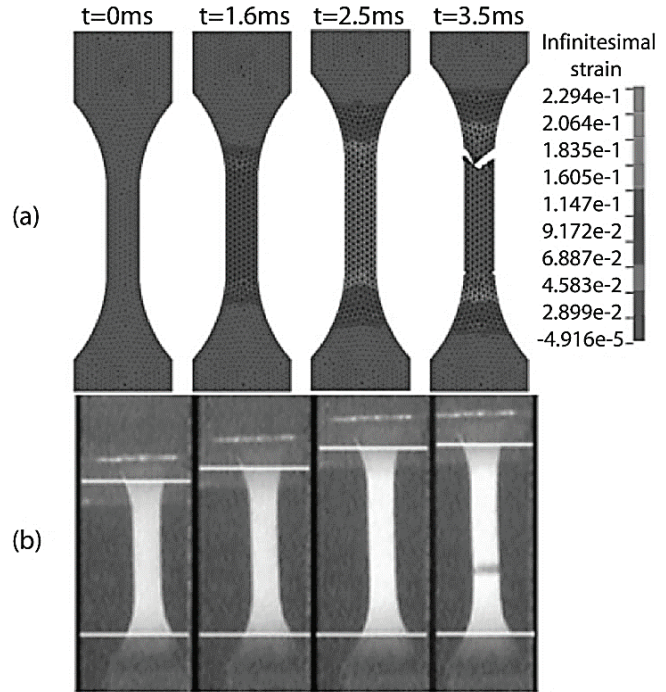 t=0ms t=1.6ms t=2.5ms t=3.5ms
Infinitesimal
strain
2.294e-1
2.064e-1
1.835e-1
1.605e-1
1.147e-1
9.172e-2
6.887e-2
4.583e-2
2.899e-2
-4.916e-5
(a)
(b)